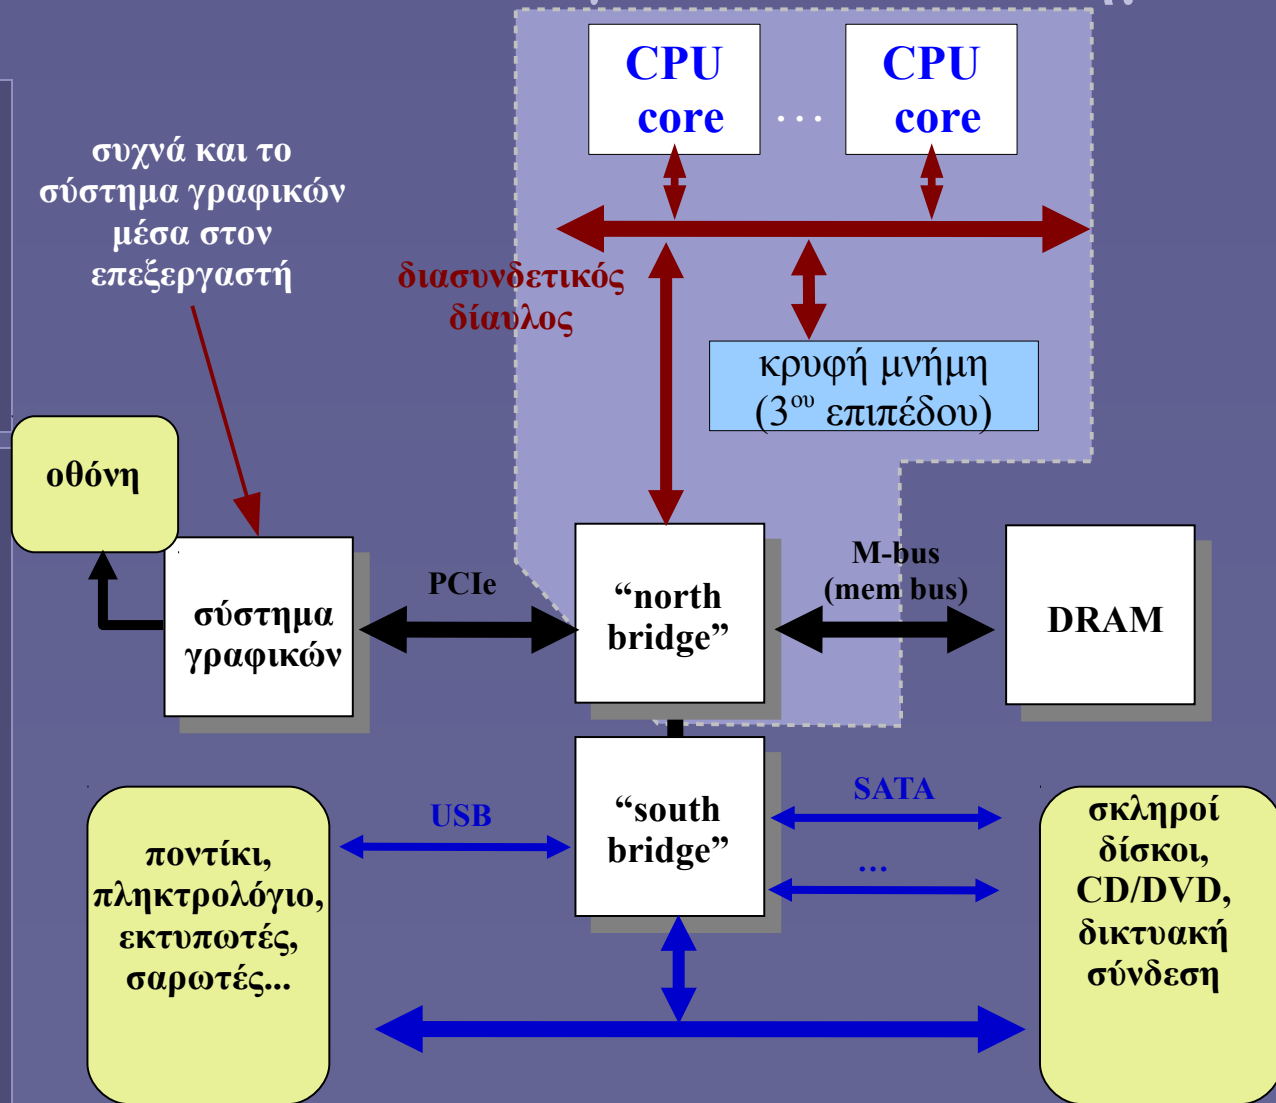 CPU
core
…
CPU
core
συχνά και το
σύστημα γραφικών
μέσα στον
επεξεργαστή
διασυνδετικός
δίαυλος
κρυφή μνήμη
(3ου επιπέδου)
οθόνη
σύστημα
γραφικών
PCIe
“north
bridge”
M-bus
(mem bus)
DRAM
ποντίκι,
πληκτρολόγιο,
εκτυπωτές,
σαρωτές...
USB
“south
bridge”
SATA
...
σκληροί
δίσκοι,
CD/DVD,
δικτυακή
σύνδεση